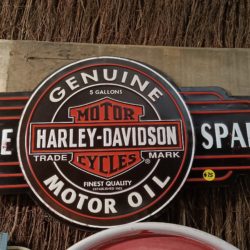 GENUINE
5 GALLONS
MOTOR
E HARLEY-DAVIDSON SPA
TRADE MARK
CYCLES
FINEST QUALITY
MOTOR OIL